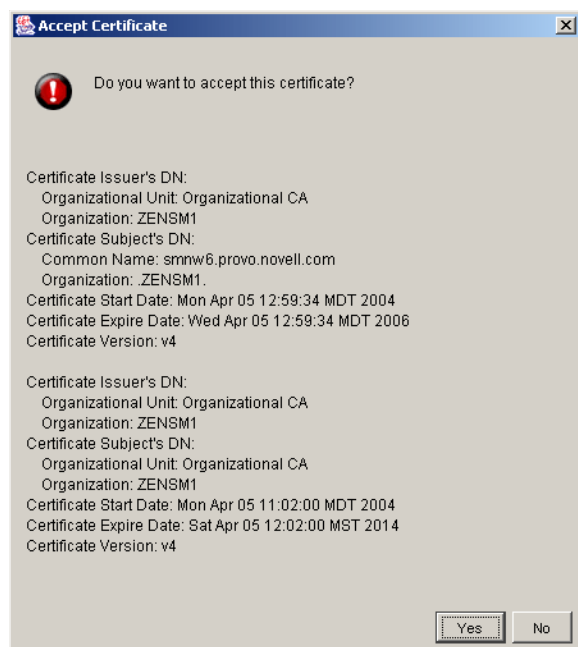 Accept Certificate
Do you want to accept this certificate?
Certificate Issuer's DN:
Organizational Unit: Organizational CA
Organization: ZENSM1
Certificate Subject's DN:
Common Name: smnw6.provo.novell.com
Organization: .ZENSM1.
Certificate Start Date: Mon Apr 05 12:59:34 MDT 2004
Certificate Expire Date: Wed Apr 05 12:59:34 MDT 2006
Certificate Version: v4
Certificate Issuer's DN:
Organizational Unit: Organizational CA
Organization: ZENSM1
Certificate Subject's DN:
Organizational Unit: Organizational CA
Organization: ZENSM1
Certificate Start Date: Mon Apr 05 11:02:00 MDT 2004
Certificate Expire Date: Sat Apr 05 12:02:00 MST 2014
Certificate Version: v4
Yes No